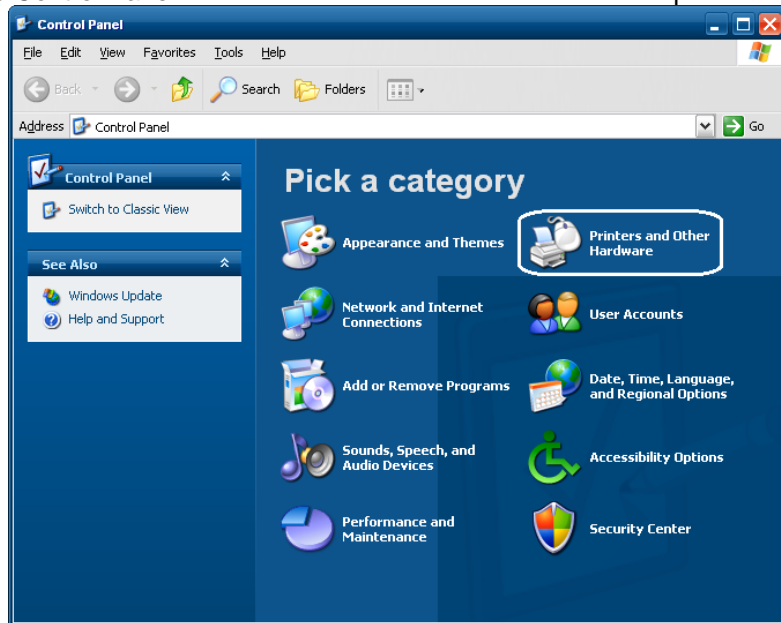 Control Panel
File Edit View Favorites Tools Help
Back Search Folders
Address Control Panel Go
Control Panel
Switch to Classic View
See Also
Windows Update
Help and Support
Pick a category
Appearance and Themes
Printers and Other
Hardware
Network and Internet
Connections
User Accounts
Add or Remove Programs
Date, Time, Language,
and Regional Options
Sounds, Speech, and
Audio Devices
Accessibility Options
Performance and
Maintenance
Security Center